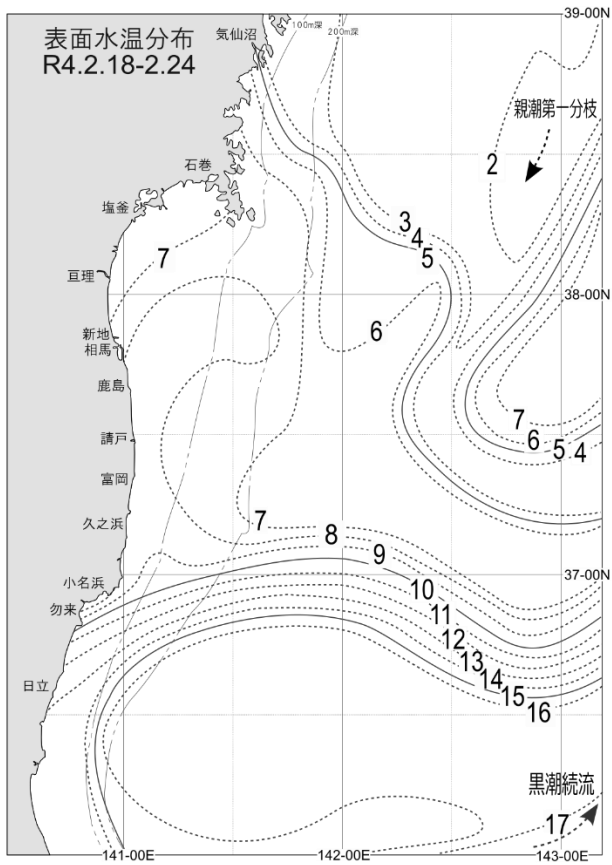 表面水温分布
R4.2.18-2.24
気仙沼
100m深
200m深
39-00N
親潮第一分枝
2
石巻
塩釜
3
4
5
7
亘理
38-00N
新地
相馬
6
鹿島
7
6
5
4
請戸
富岡
久之浜
7
8
9
37-00N
小名浜
勿来
10
11
12
13
14
15
16
日立
黒潮続流
17
141-00E
142-00E
143-00E